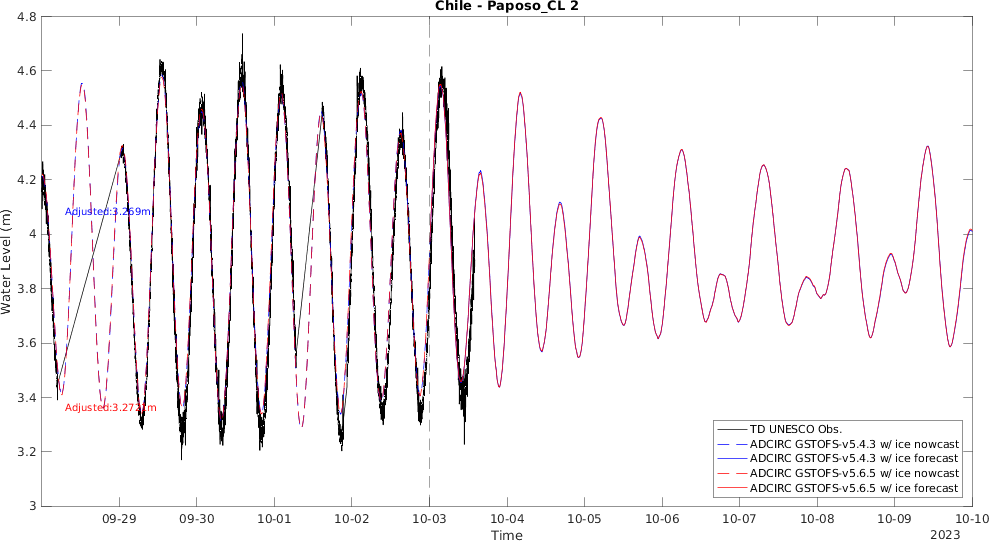 Chile - Paposo_CL 2
4.8
4.6
4.4
4.2
4
3.8
3.6
3.4
3.2
3
Water Level (m)
Adjusted:3.269m
Adjusted:3.272m
TD UNESCO Obs.
ADCIRC GSTOFS-v5.4.3 w/ ice nowcast
ADCIRC GSTOFS-v5.4.3 w/ ice forecast
ADCIRC GSTOFS-v5.6.5 w/ ice nowcast
ADCIRC GSTOFS-v5.6.5 w/ ice forecast
09-29 09-30 10-01 10-02 10-03 10-04 10-05 10-06 10-07 10-08 10-09 10-10
Time
2023